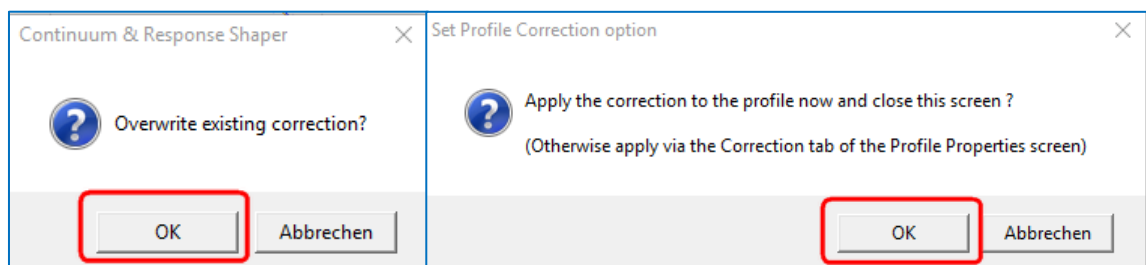 Continuum & Response Shaper
Overwrite existing correction?
OK
Abbrechen
Set Profile Correction option
Apply the correction to the profile now and close this screen ?
(Otherwise apply via the Correction tab of the Profile Properties screen)
OK
Abbrechen